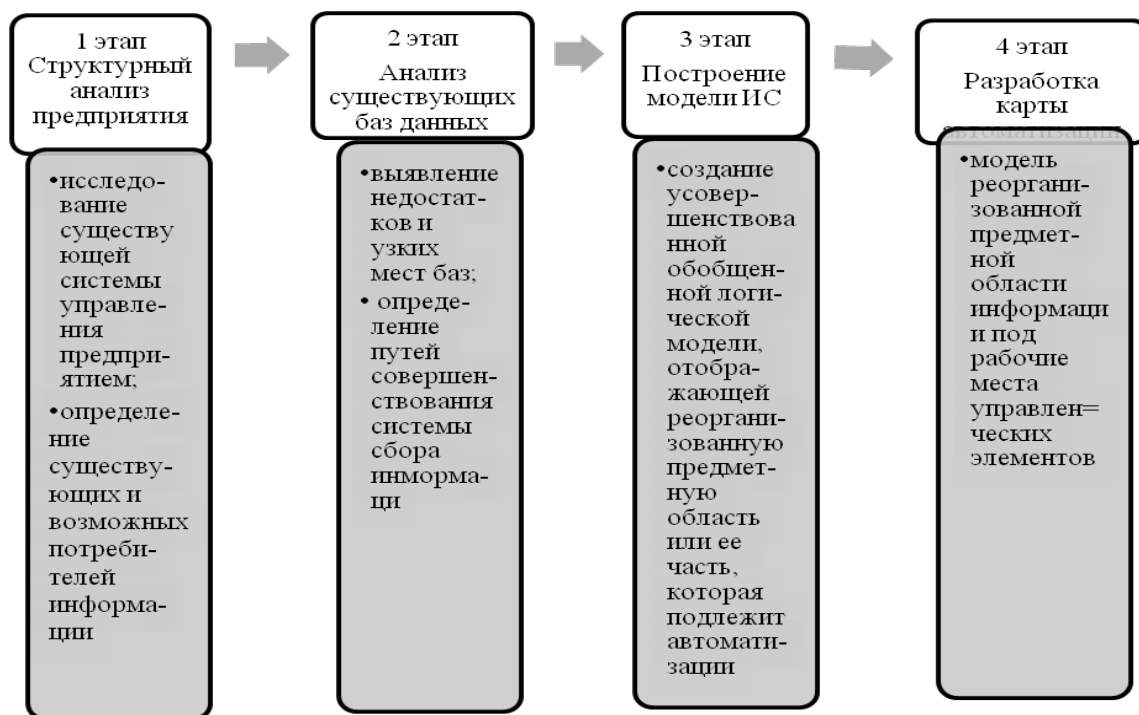 1 этап
Структурный
анализ
предприятия
•исследо-
вание
существу
ющей
системы
управле
ния
предпри-
ятием;
•определе-
ние
существу-
ющих и
возможных
потреби-
телей
информа-
ции
2 этап
Анализ
существующих
баз данных
•выявление
недостат-
ков и
узких
мест баз;
• опреде-
ление
путей
совершен-
ствования
системы
сбора
инморма-
ци
3 этап
Построение
модели ИС
•создание
усовер-
шенствова
нной
обобщен-
ной логи-
ческой
модели,
отобра-
жающей
реоргани-
зованную
предмет-
ную
область
или ее
часть,
которая
подлежит
автомати-
зации
4 этап
Разработка
карты
автоматизации
•модель
реоргани-
зованной
предмет-
ной
области
информаци
и под
рабочие
места
управлен=
ческих
элементов